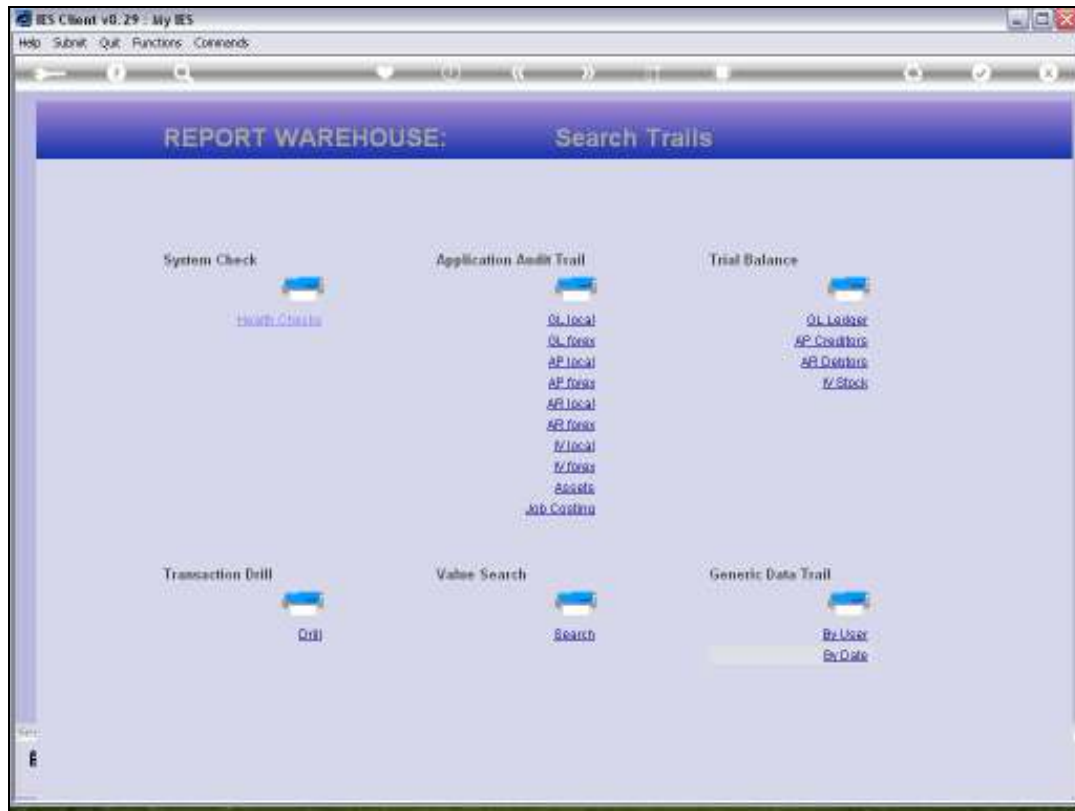 IES Client v8.29 : My IES
Help Submit Quit Functions Commands
REPORT WAREHOUSE: Search Trails
System Check Application Audit Trail Trial Balance
Health Checks GL local GL Ledger
GL forex AP Creditors
AP local AR Debtors
AP forex IV Stock
AR local
AR forex
IV local
IV forex
Assets
Job Costing
Transaction Drill Value Search Generic Data Trail
Drill Search By User
By Date